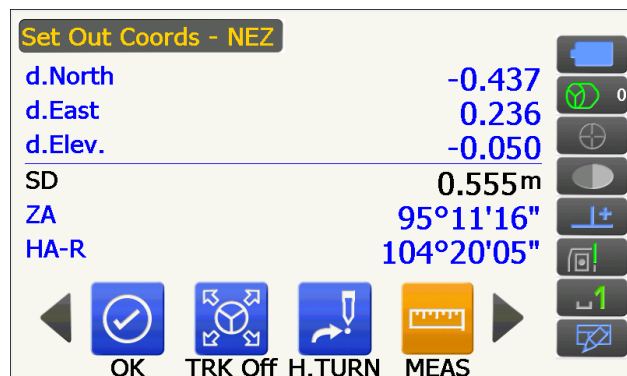 Set Out Coords - NEZ
d.North -0.437
d.East 0.236
d.Elev. -0.050
SD 0.555m
ZA 95°11'16"
HA-R 104°20'05"
0
1
OK TRK Off H.TURN MEAS